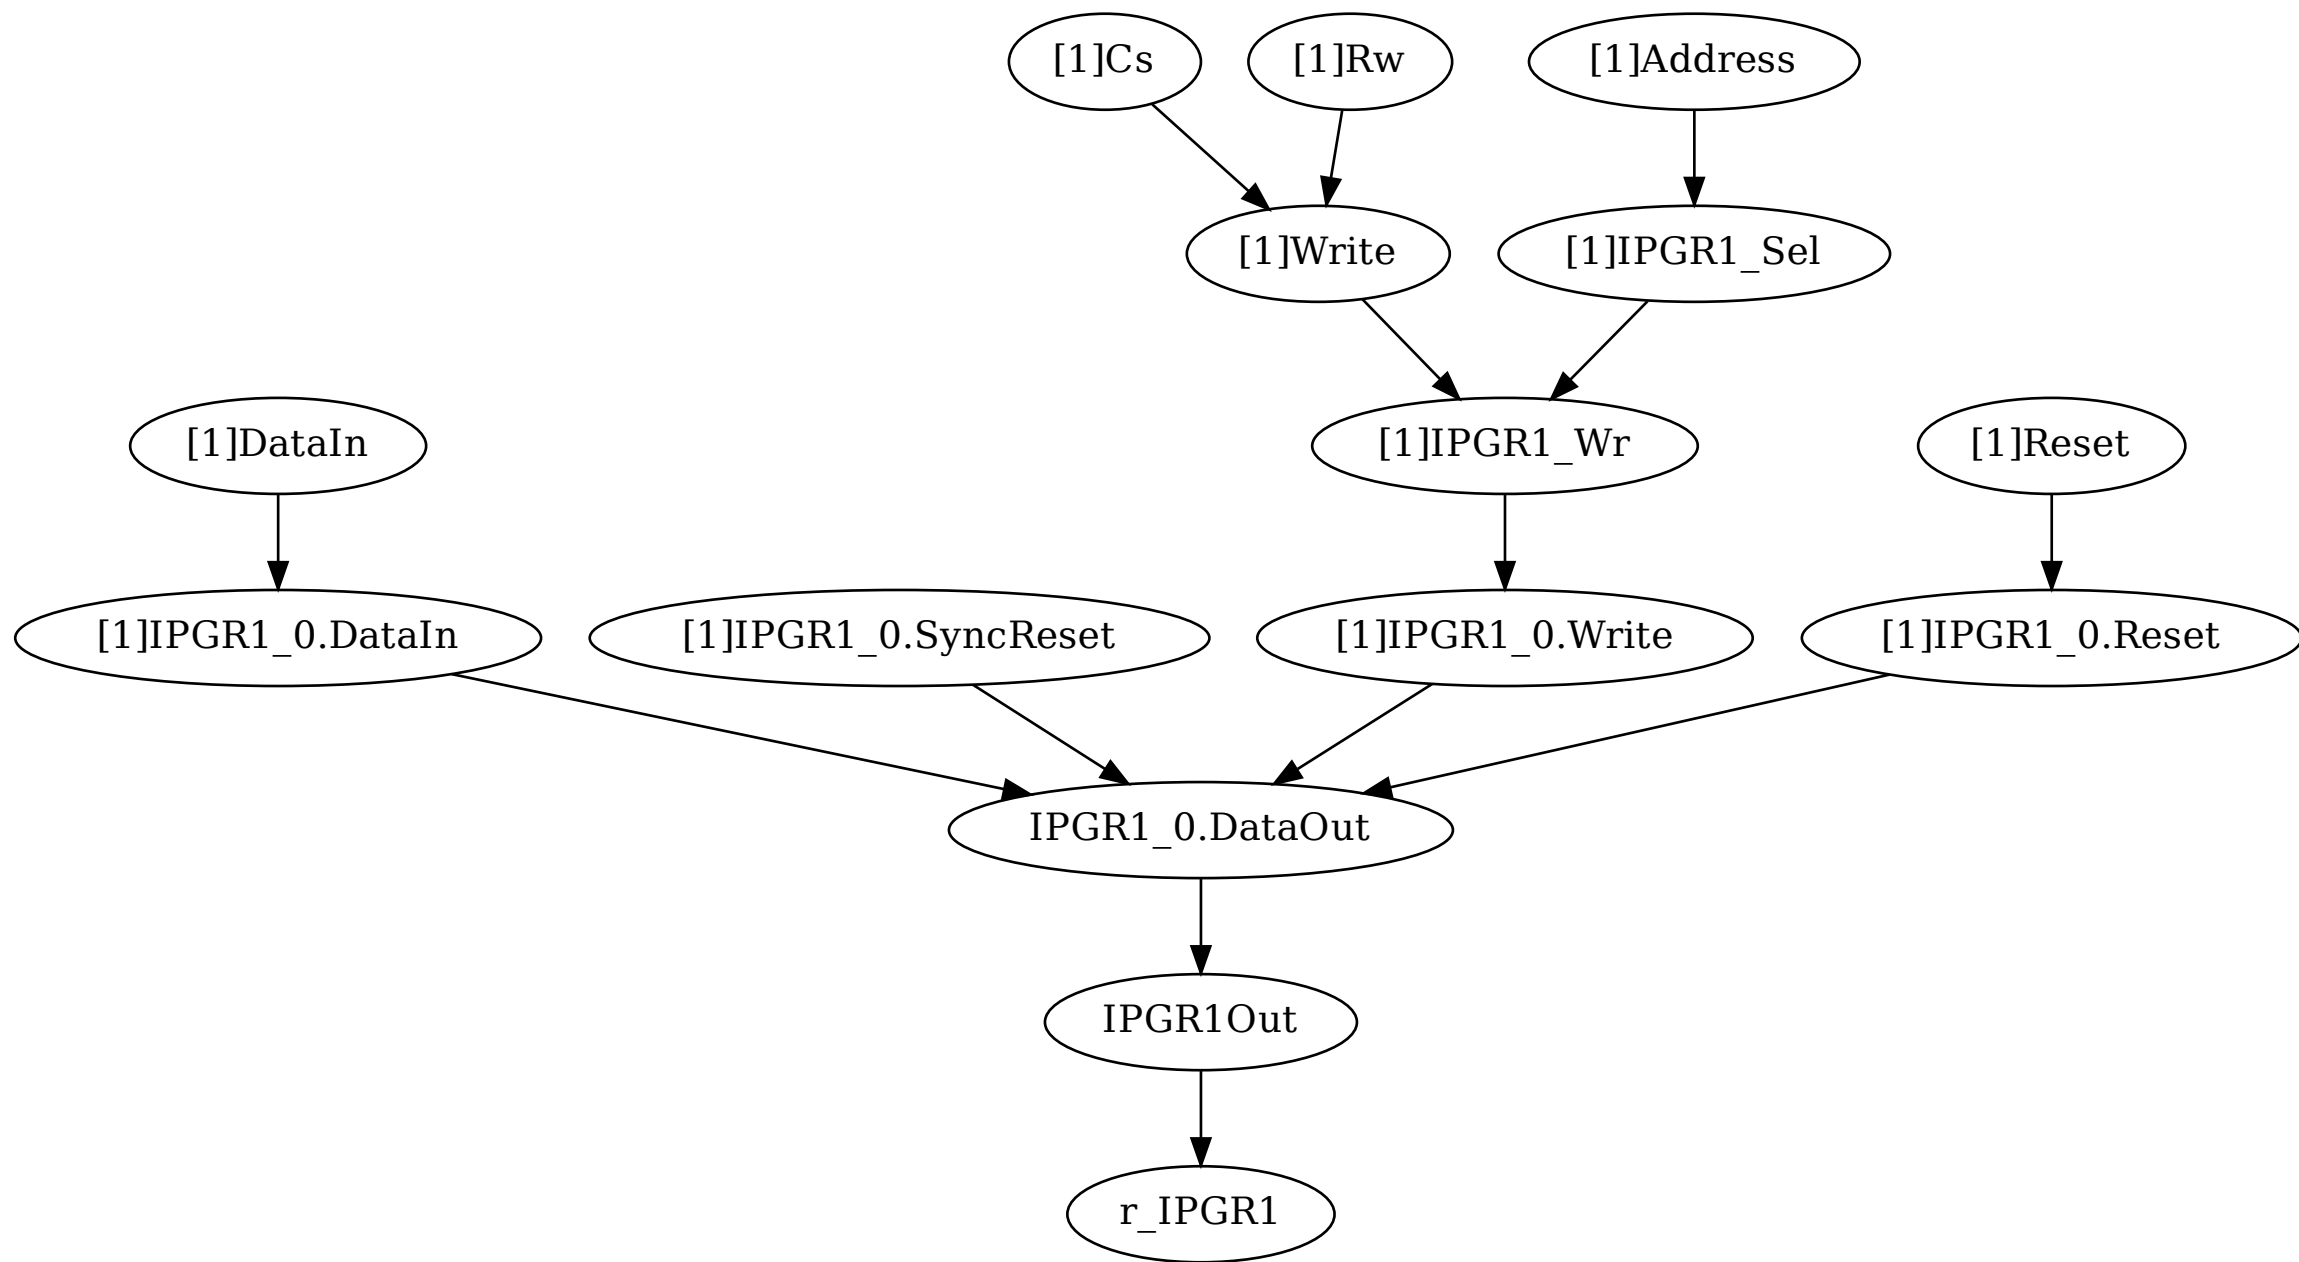 [1]Cs
[1]Rw
[1]Address
[1]Write
[1]IPGR1_Sel
[1]DataIn
[1]IPGR1_Wr
[1]Reset
[1]IPGR1_0.DataIn
[1]IPGR1_0.SyncReset
[1]IPGR1_0.Write
[1]IPGR1_0.Reset
IPGR1_0.DataOut
IPGR1Out
r_IPGR1